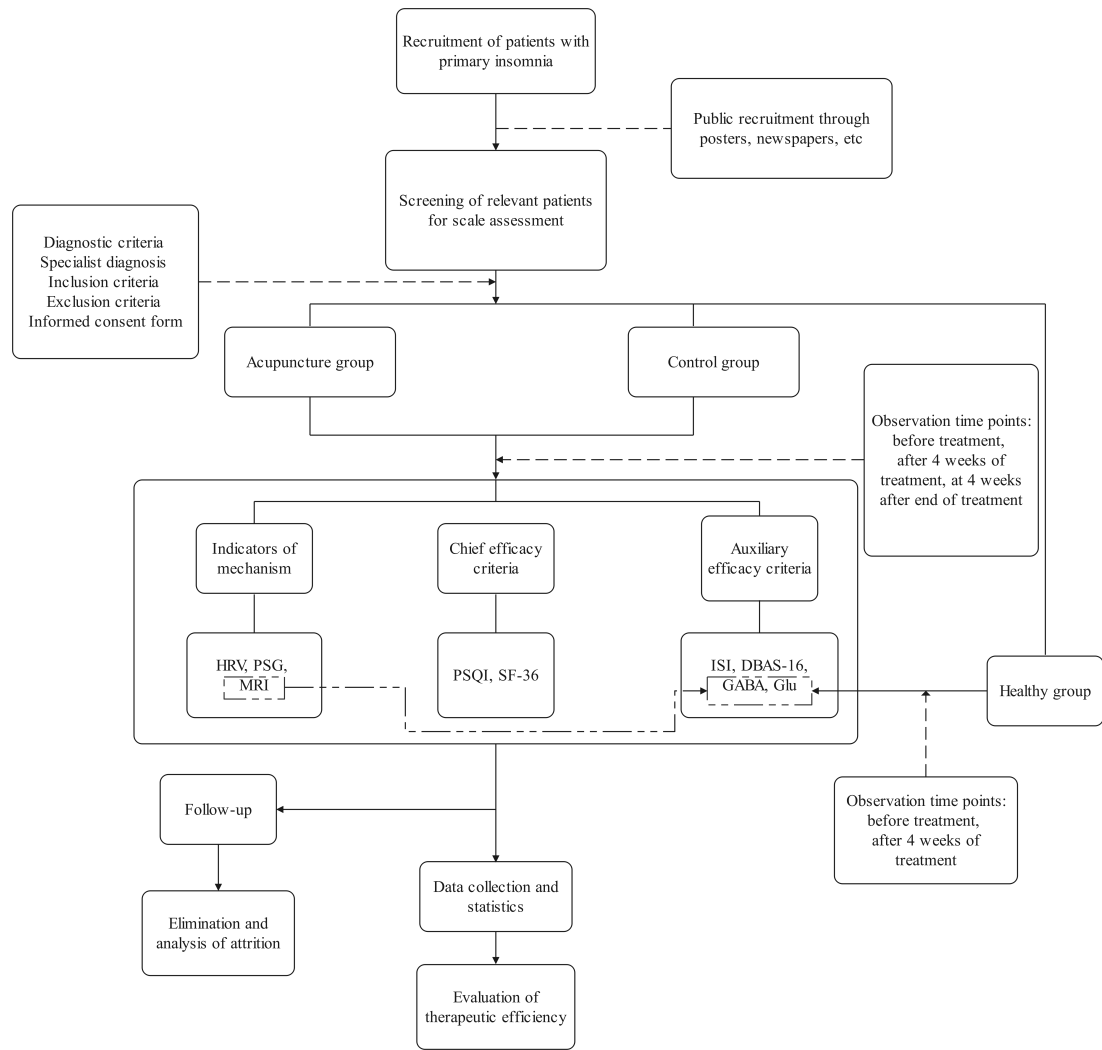 Recruitment of patients with
primary insomnia
Public recruitment through
posters, newspapers, etc
Screening of relevant patients
for scale assessment
Diagnostic criteria
Specialist diagnosis
Inclusion criteria
Exclusion criteria
Informed consent form
Acupuncture group
Control group
Observation time points:
before treatment,
after 4 weeks of
treatment, at 4 weeks
after end of treatment
Indicators of
mechanism
Chief efficacy
criteria
Auxiliary
efficacy criteria
HRV, PSG,
MRI
PSQI, SF-36
ISI, DBAS-16,
GABA, Glu
Healthy group
Follow-up
Observation time points:
before treatment,
after 4 weeks of
treatment
Data collection and
statistics
Elimination and
analysis of attrition
Evaluation of
therapeutic efficiency